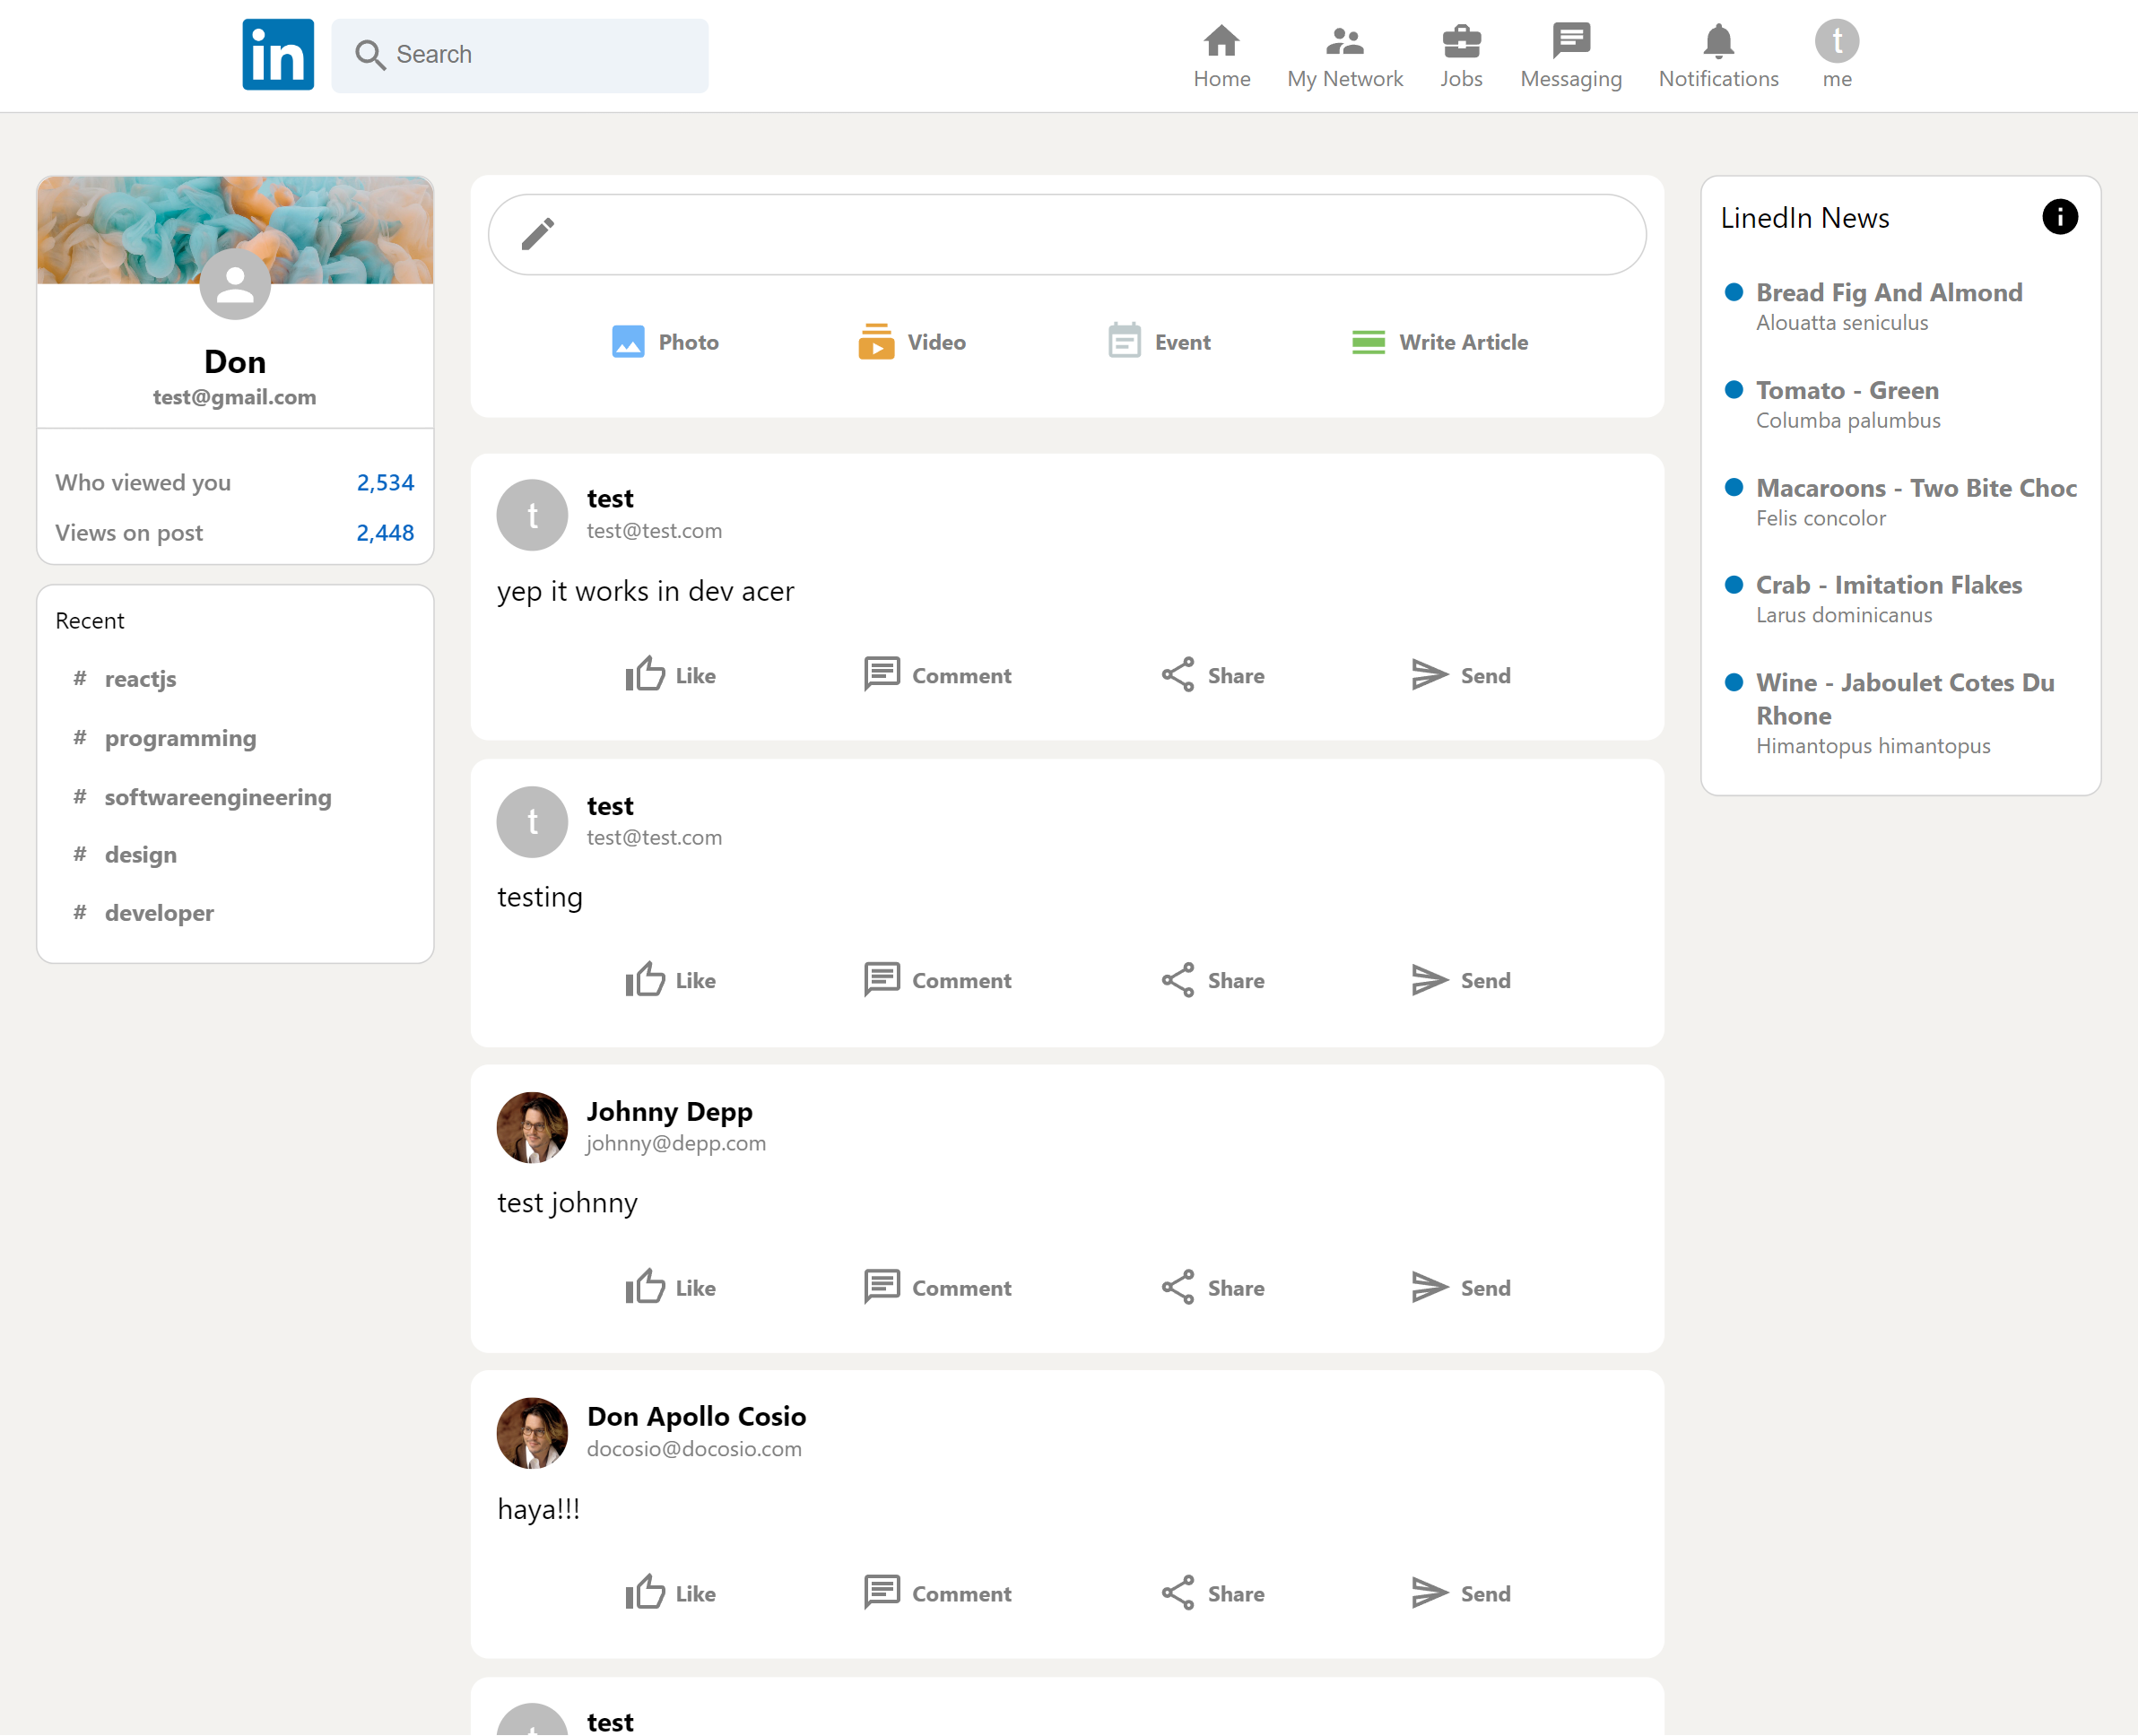 in
Search
Home
My Network
Jobs
Messaging
Notifications
t
me
Don
test@gmail.com
Who viewed you 2,534
Views on post 2,448
Recent
# reactjs
# programming
# softwareengineering
# design
# developer
Photo
Video
Event
Write Article
t
test
test@test.com
yep it works in dev acer
Like
Comment
Share
Send
t
test
test@test.com
testing
Like
Comment
Share
Send
Johnny Depp
johnny@depp.com
test johnny
Like
Comment
Share
Send
Don Apollo Cosio
docosio@docosio.com
haya!!!
Like
Comment
Share
Send
t
test
LinedIn News
Bread Fig And Almond
Alouatta seniculus
Tomato - Green
Columba palumbus
Macaroons - Two Bite Choc
Felis concolor
Crab - Imitation Flakes
Larus dominicanus
Wine - Jaboulet Cotes Du
Rhone
Himantopus himantopus